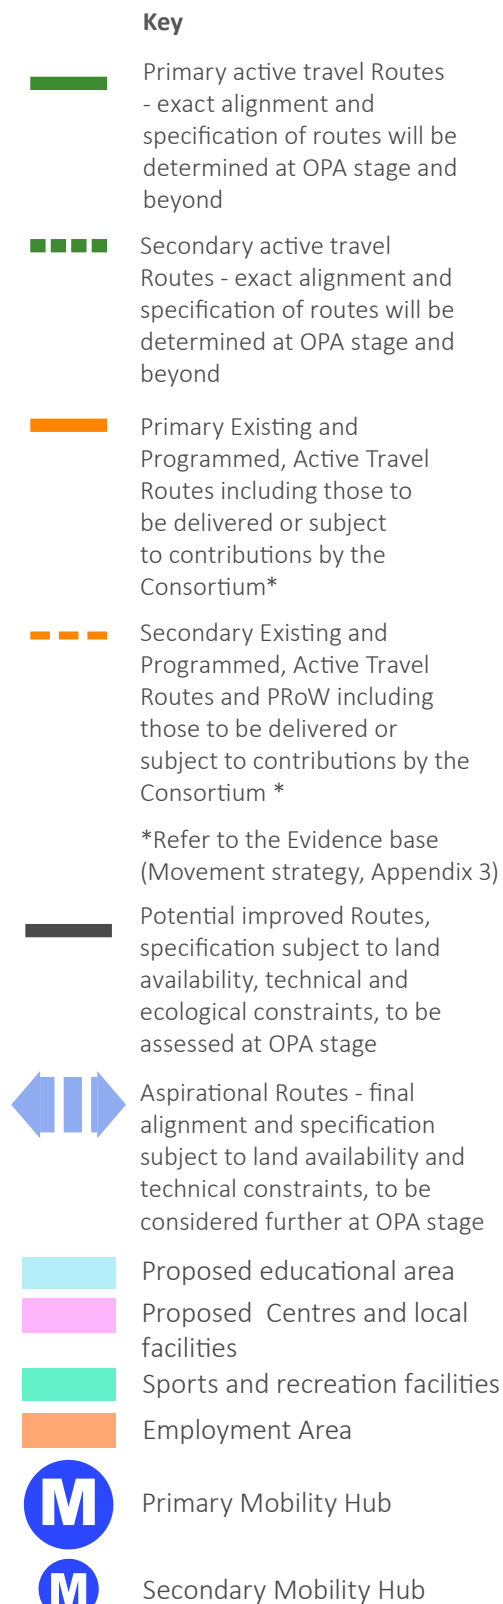 Key
Primary active travel Routes
- exact alignment and
specification of routes will be
determined at OPA stage and
beyond
Secondary active travel
Routes - exact alignment and
specification of routes will be
determined at OPA stage and
beyond
Primary Existing and
Programmed, Active Travel
Routes including those to
be delivered or subject
to contributions by the
Consortium*
Secondary Existing and
Programmed, Active Travel
Routes and PRoW including
those to be delivered or
subject to contributions by the
Consortium *
*Refer to the Evidence base
(Movement strategy, Appendix 3)
Potential improved Routes,
specification subject to land
availability, technical and
ecological constraints, to be
assessed at OPA stage
Aspirational Routes - final
alignment and specification
subject to land availability and
technical constraints, to be
considered further at OPA stage
Proposed educational area
Proposed  Centres and local
facilities
Sports and recreation facilities
Employment Area
M Primary Mobility Hub
M Secondary Mobility Hub